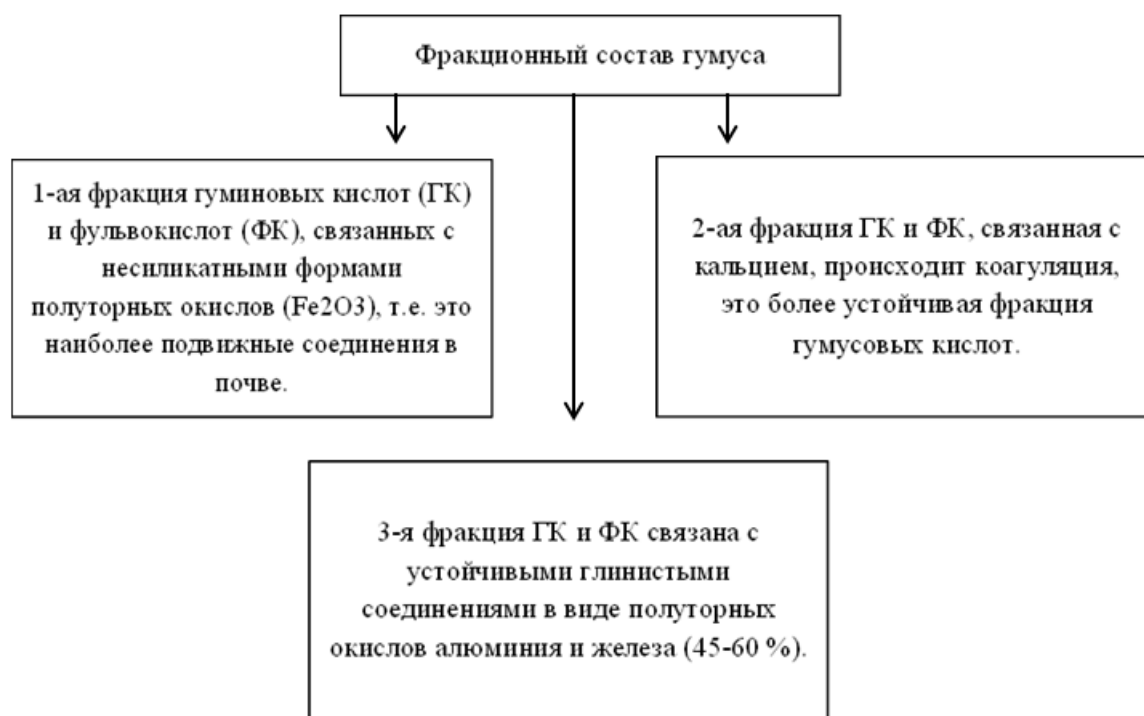 Фракционный состав гумуса
1-ая фракция гуминовых кислот (ГК)
и фульвокислот (ФК), связанных с
несиликатными формами
полуторных окислов (Fe2O3), т.е. это
наиболее подвижные соединения в
почве.
2-ая фракция ГК и ФК, связанная с
кальцием, происходит коагуляция,
это более устойчивая фракция
гумусовых кислот.
3-я фракция ГК и ФК связана с
устойчивыми глинистыми
соединениями в виде полуторных
окислов алюминия и железа (45-60 %).